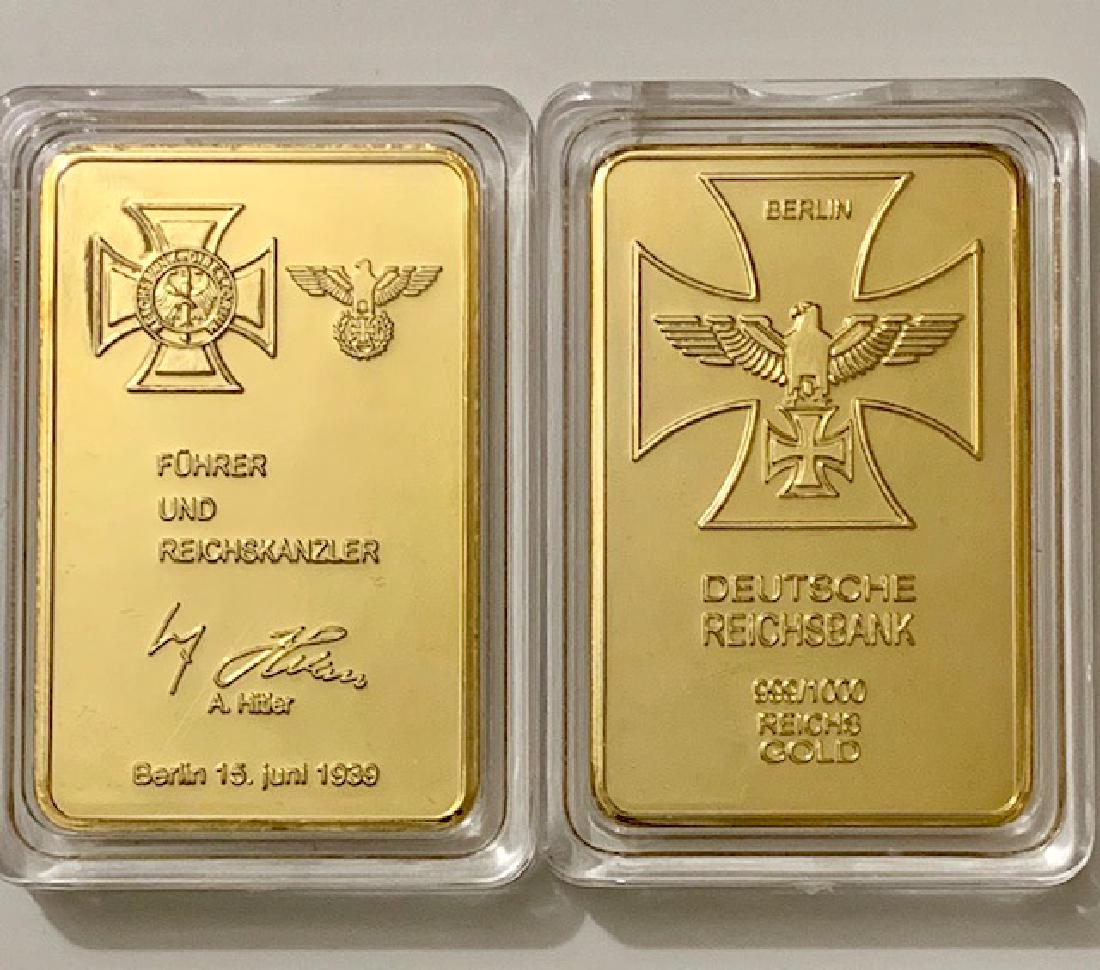 FÜHRER
UND
REICHSKANZLER
A. Hitler
Berlin 15. juni 1939
BERLIN
DEUTSCHE
REICHSBANK
999/1000
REICHS
GOLD